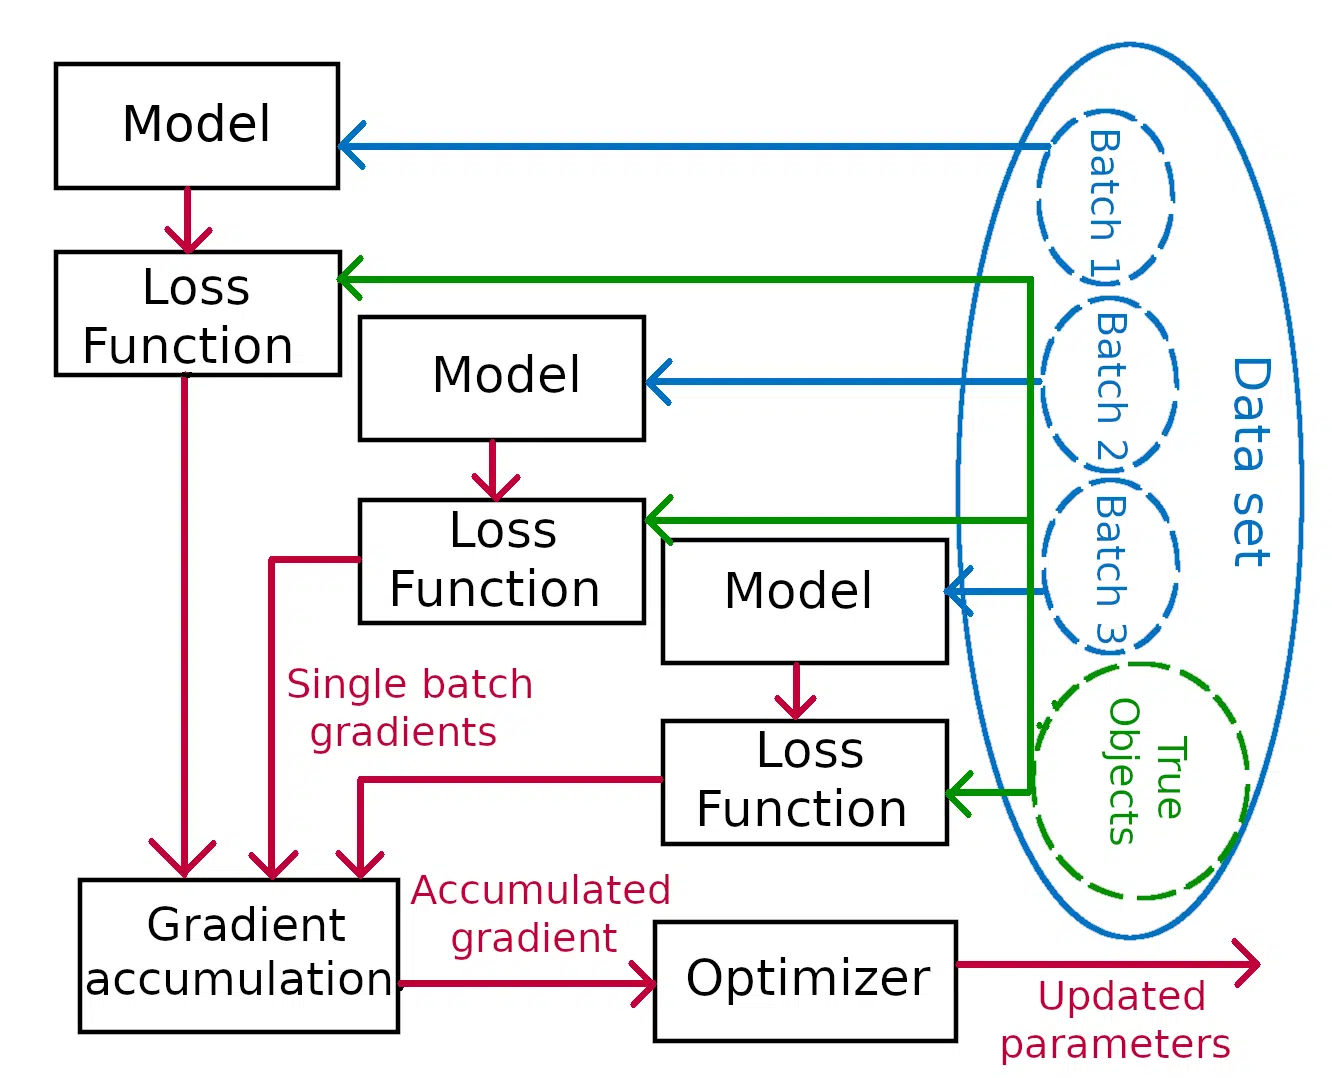 Model
Batch 1
Loss
Function
Model
Batch 2
Data set
Loss
Function
Batch 3
Model
Single batch
gradients
Loss
Function
True
Objects
Accumulated
gradient
Gradient
accumulation
Optimizer
Updated
parameters